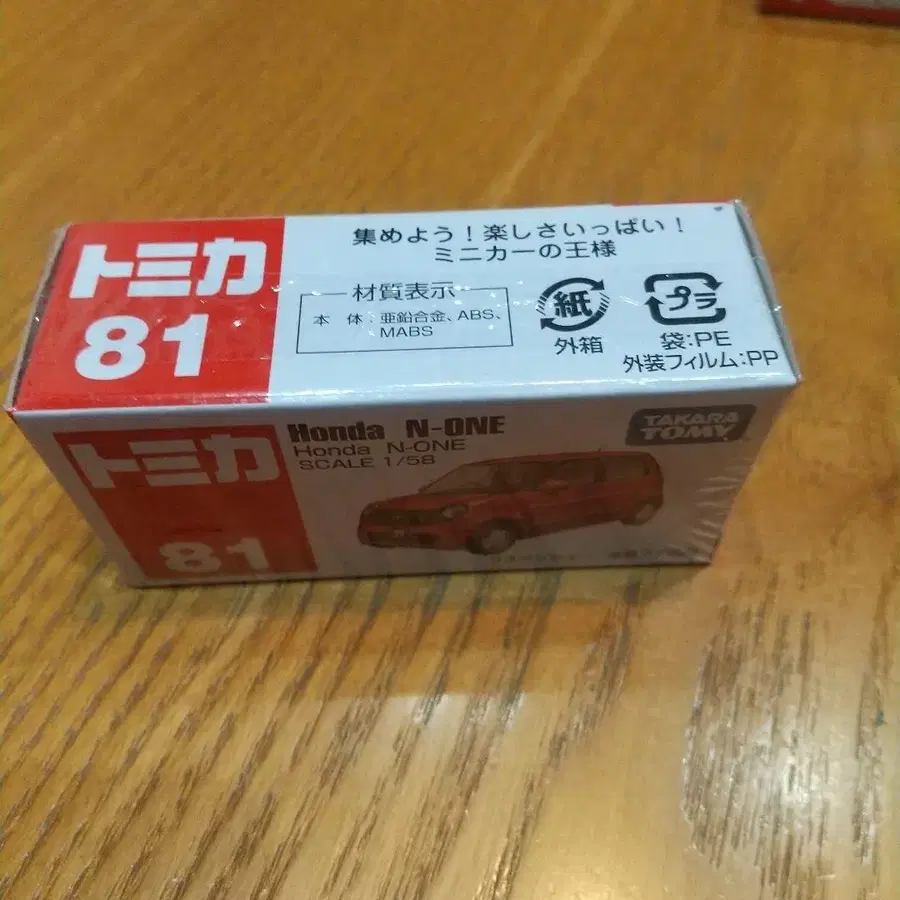 トミカ
81
集めよう！楽しさいっぱい！
ミニカーの王様
材質表示
本 体：亜鉛合金、ABS、
MABS
紙
外箱
プラ
袋:PE
外装フィルム:PP
トミカ
81
Honda N-ONE
Honda N-ONE
SCALE 1/58
TAKARA
TOMY